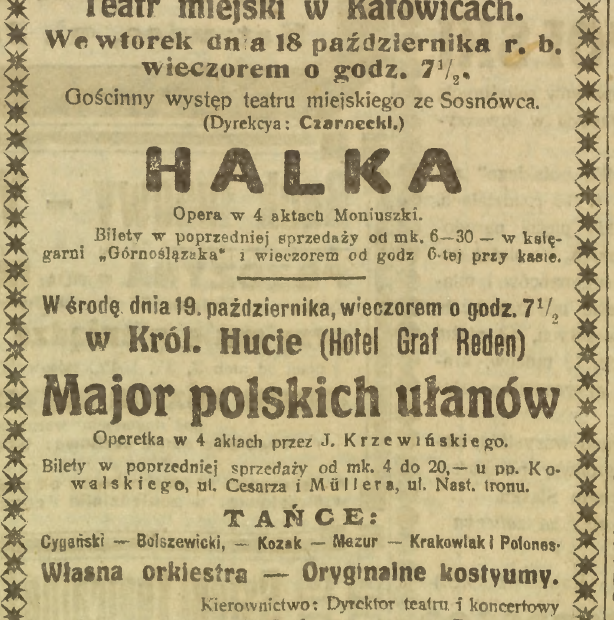 Teatr miejski w Katowicach.
We wtorek dnia 18 października r. b.
wieczorem o godz. 7½.
Gościnny występ teatru miejskiego ze Sosnówca.
(Dyrekcya: Czarnecki.)
HALKA
Opera w 4 aktach Moniuszki.
Bilety w poprzedniej sprzedaży od mk. 6—30 — w księ-
garni „Górnoślązaka“ i wieczorem od godz 6-tej przy kasie.
W środę dnia 19. października, wieczorem o godz. 7½
w Król. Hucie (Hotel Graf Reden)
Major polskich ułanów
Operetka w 4 aktach przez J. Krzewińskiego.
Bilety w poprzedniej sprzedaży od mk. 4 do 20,— u pp. Ko-
walskiego, ul. Cesarza i Müllera, ul. Nast. tronu.
TAŃCE:
Cygański — Bolszewicki, — Kozak — Mazur — Krakowiak i Polones-
Własna orkiestra — Oryginalne kostyumy.
Kierownictwo: Dyrektor teatru i koncertowy